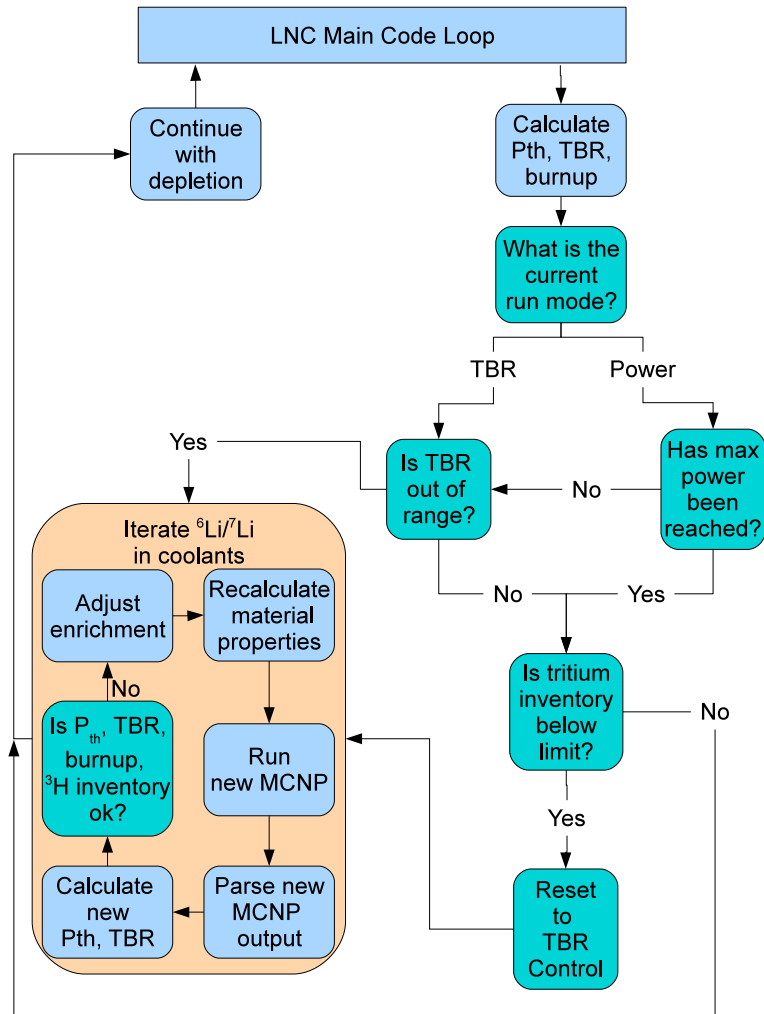 LNC Main Code Loop
Continue
with
depletion
Calculate
Pth, TBR,
burnup
What is the
current
run mode?
TBR
Power
Yes
Is TBR
out of
range?
No
Has max
power
been
reached?
Iterate ⁶Li/⁷Li
in coolants
Adjust
enrichment
Recalculate
material
properties
No
Yes
No
Is Pth, TBR,
burnup,
³H inventory
ok?
Run
new MCNP
Is tritium
inventory
below
limit?
No
Yes
Calculate
new
Pth, TBR
Parse new
MCNP
output
Reset
to
TBR
Control